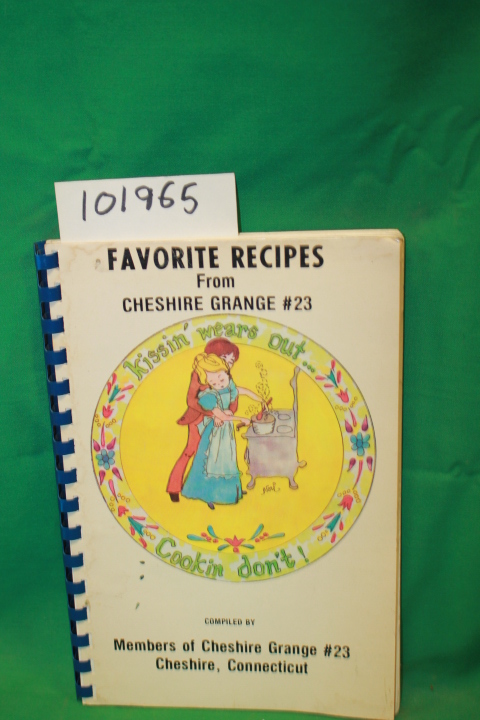 101965
FAVORITE RECIPES
From
CHESHIRE GRANGE #23
kissin' wears out...
Cookin don't!
COMPILED BY
Members of Cheshire Grange #23
Cheshire, Connecticut